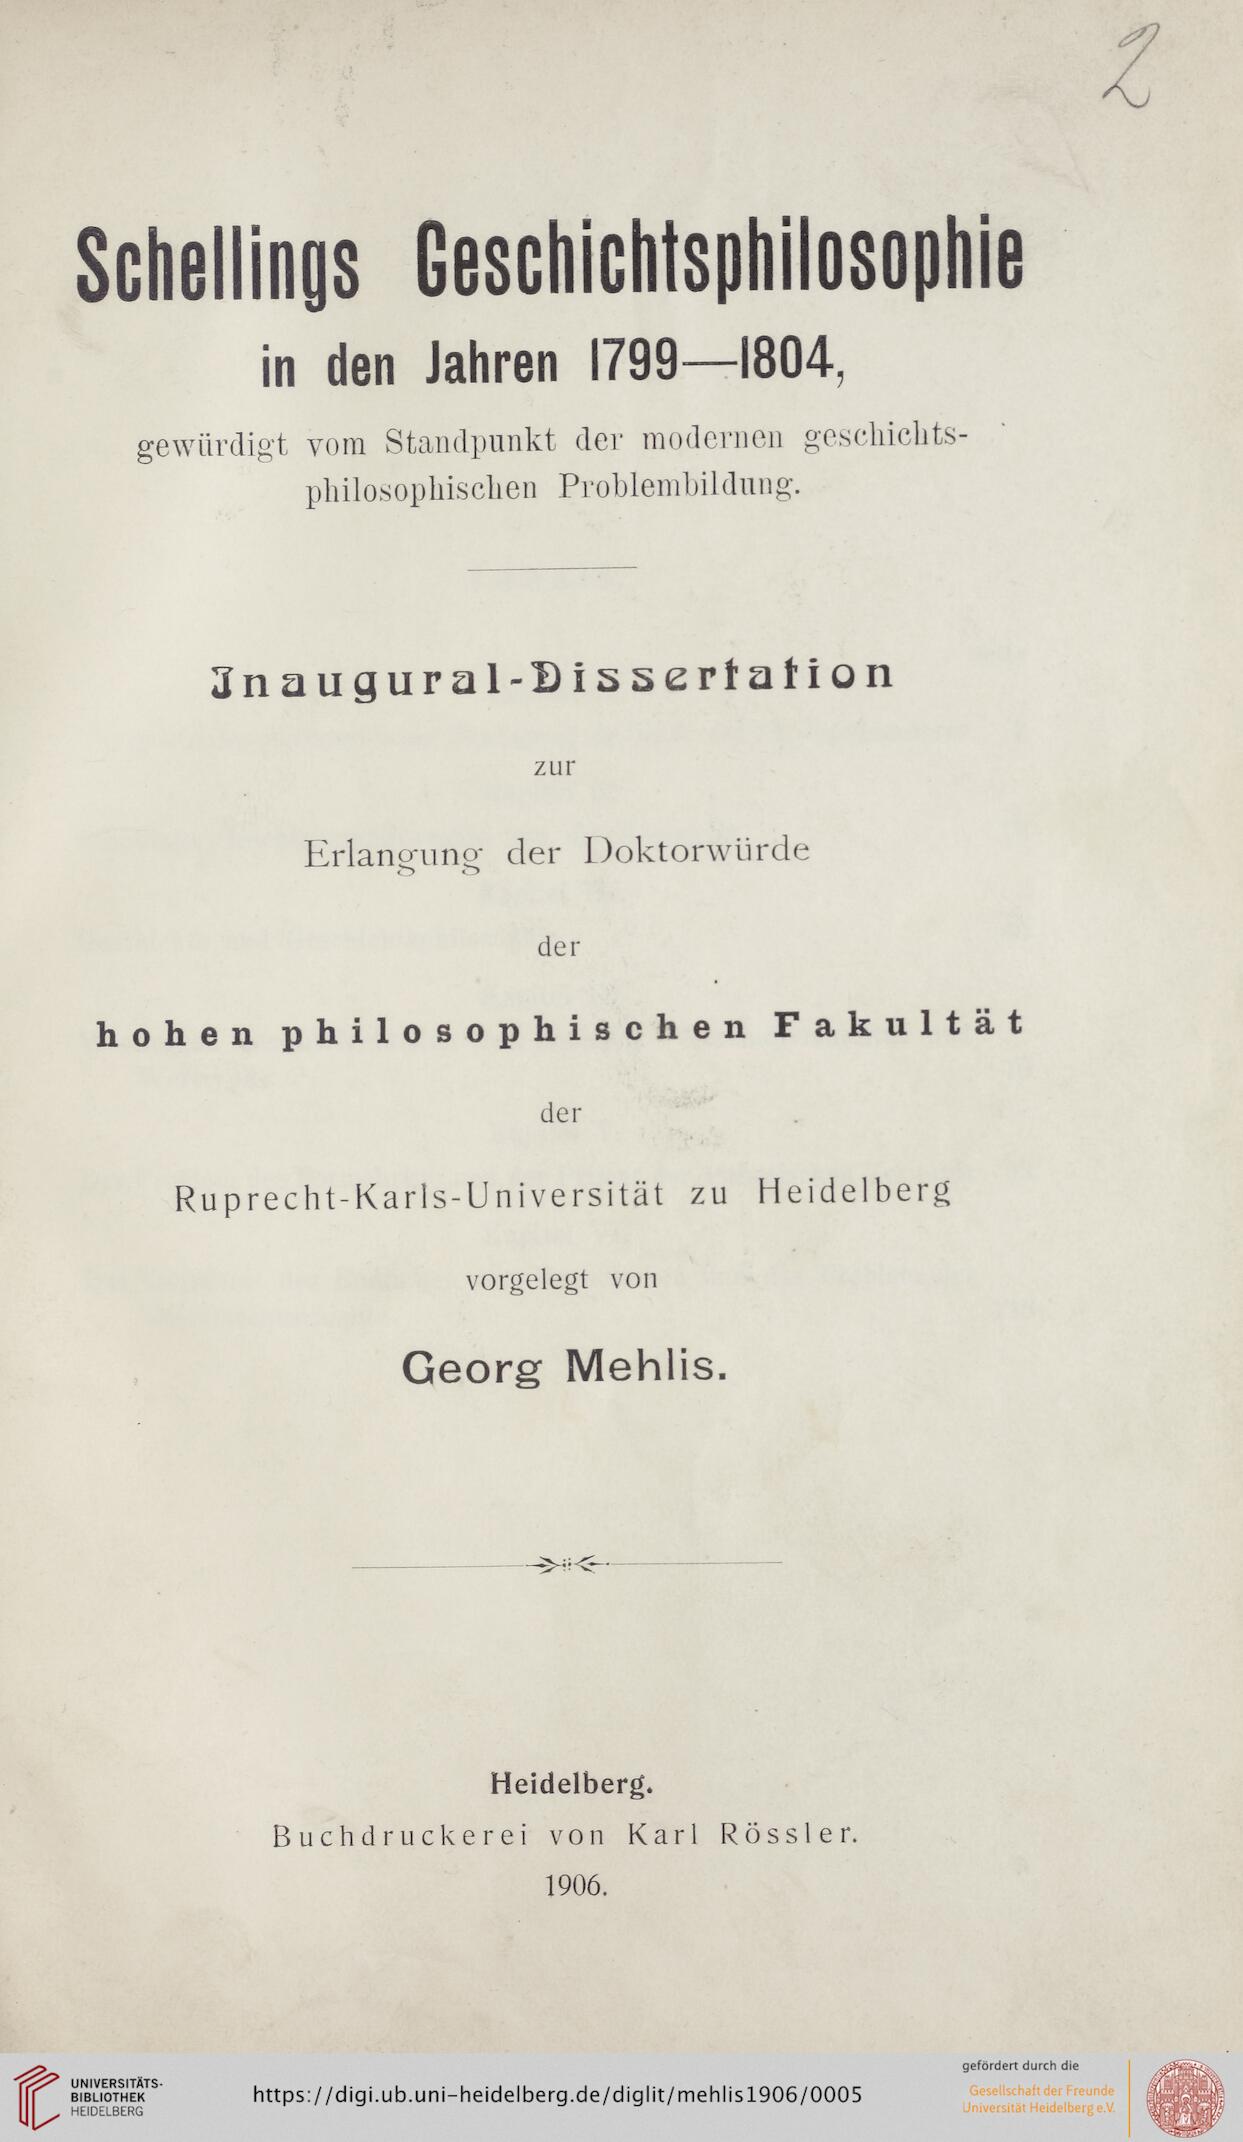 2
Schellings Geschichtsphilosophie
in den Jahren 1799—1804,
gewürdigt vom Standpunkt der modernen geschichts-
philosophischen Problembildung.
Inaugural-Dissertation
zur
Erlangung der Doktorwürde
der
hohen philosophischen Fakultät
der
Ruprecht-Karls-Universität zu Heidelberg
vorgelegt von
Georg Mehlis.
Heidelberg.
Buchdruckerei von Karl Rössler.
1906.
UNIVERSITÄTS-
BIBLIOTHEK
HEIDELBERG
https://digi.ub.uni-heidelberg.de/diglit/mehlis1906/0005
gefördert durch die
Gesellschaft der Freunde
Universität Heidelberg e.V.